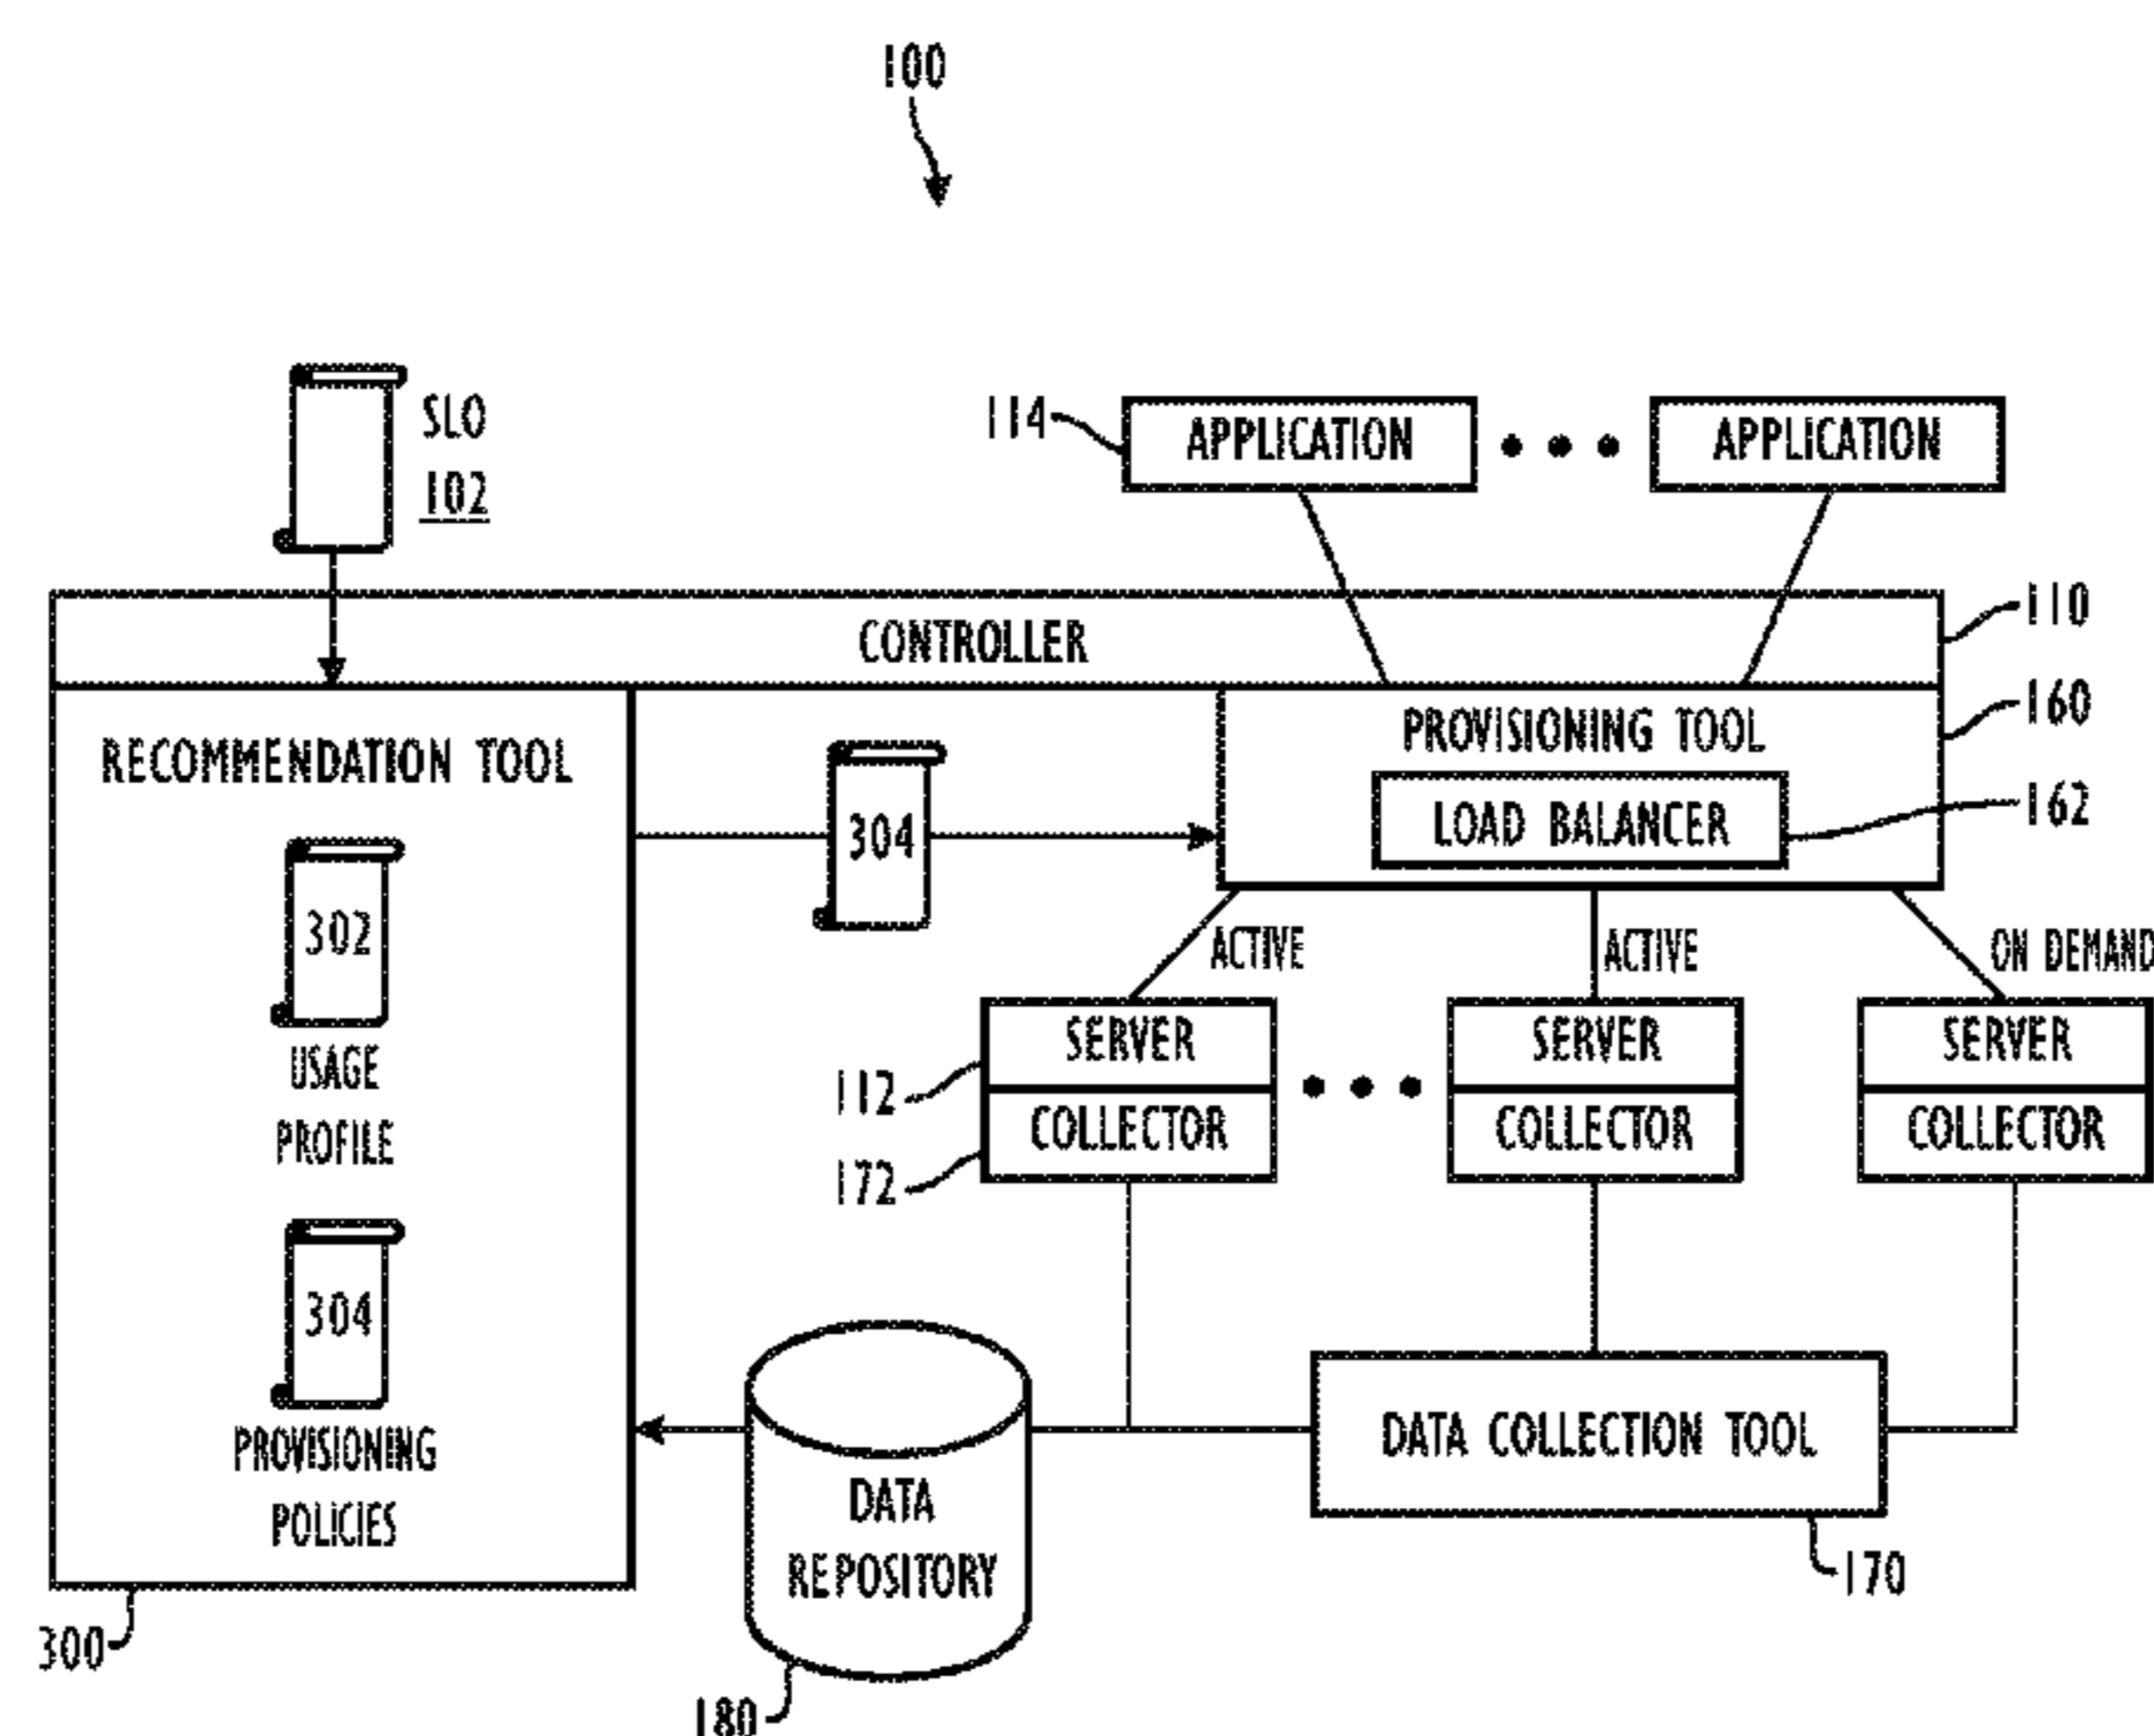 100
SLO
102
114
APPLICATION
APPLICATION
110
CONTROLLER
160
RECOMMENDATION TOOL
PROVISIONING TOOL
162
304
LOAD BALANCER
302
ACTIVE
ACTIVE
ON DEMAND
USAGE
PROFILE
112
SERVER
SERVER
SERVER
172
COLLECTOR
COLLECTOR
COLLECTOR
304
PROVISIONING
POLICIES
DATA
REPOSITORY
DATA COLLECTION TOOL
170
300
180